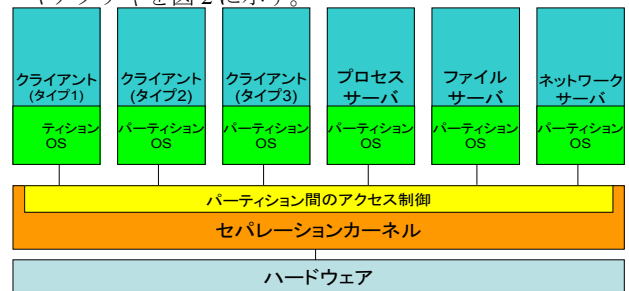 キテクチャを図2に示す。
クライアント
(タイプ1)
クライアント
(タイプ2)
クライアント
(タイプ3)
プロセス
サーバ
ファイル
サーバ
ネットワーク
サーバ
ティション
OS
パーティション
OS
パーティション
OS
パーティション
OS
パーティション
OS
パーティション
OS
パーティション間のアクセス制御
セパレーションカーネル
ハードウェア